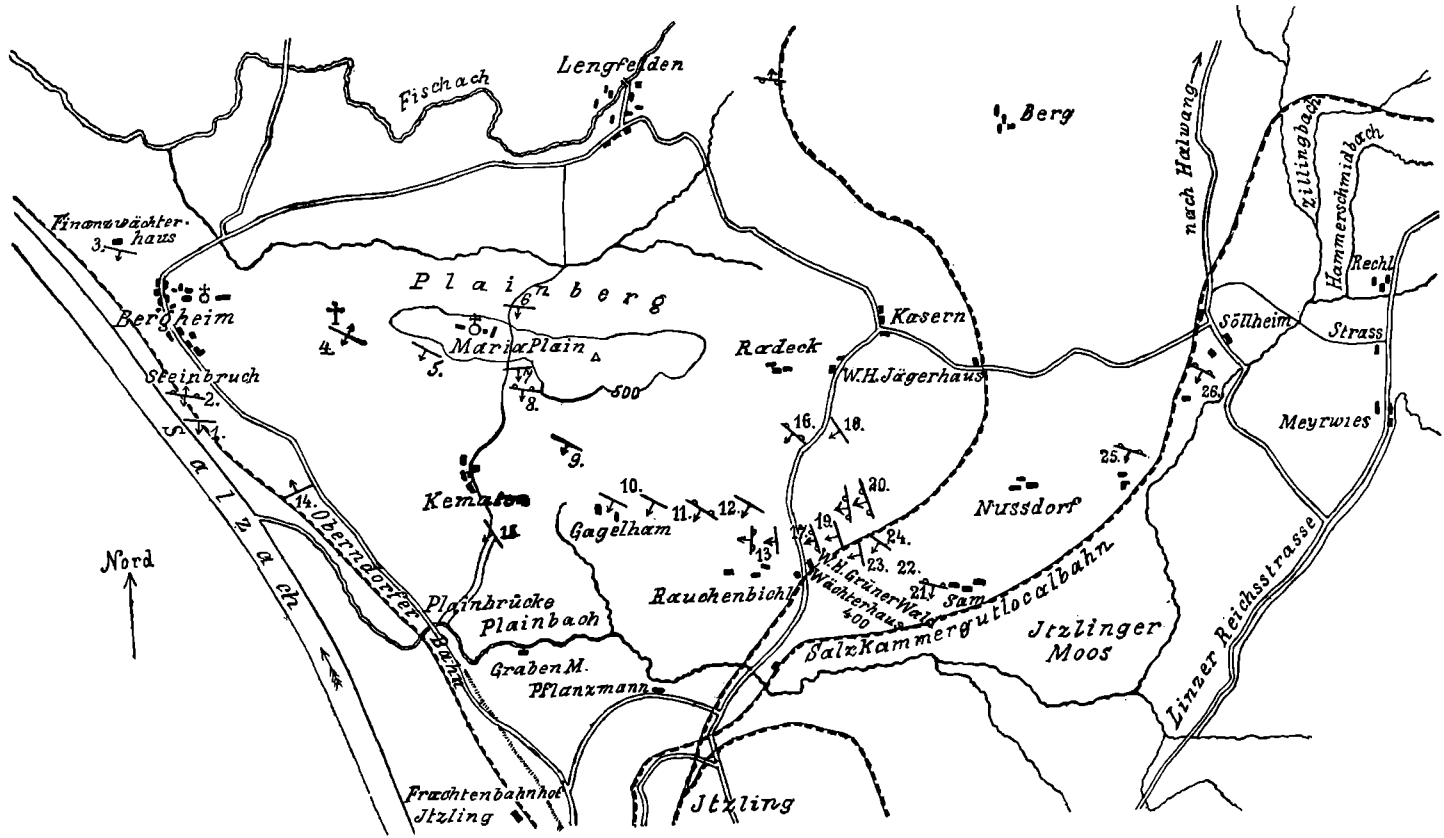 Lengfelden
Fischach
Berg
nach Halwang
Zillingbach
Hammerschmidbach
Finanzwächter-
haus
3.
Rechl
Plainberg
6
Bergheim
4.
Maria Plain
5.
7
8.
500
Kasern
Radeck
W.H. Jägerhaus
Söllheim
Strass
26.
Meyrwies
Steinbruch
2.
1.
Salzach
16.
18.
9.
25.
14.
Oberndorfer Bahn
Kematen
10.
Gagelham
11.
12.
13
15.
17.
19.
20.
24.
23.
22.
21.
Nussdorf
Sam
W.H. Grüner Wald
Wächterhaus
400
Rauchenbichl
Nord
Plainbrücke
Plainbach
Graben M.
Pflanzmann
Salzkammergutlocalbahn.
Jtzlinger
Moos
Linzer Reichsstrasse
Frachtenbahnhof
Jtzling
Jtzling